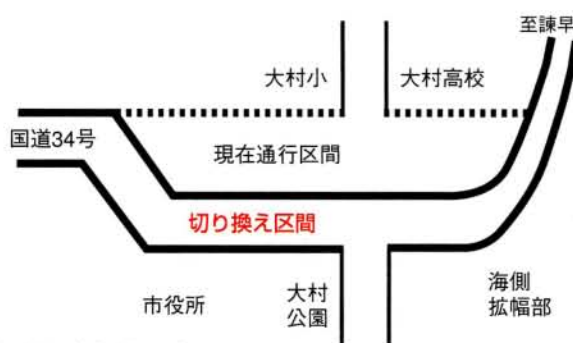 至諫早
大村小
大村高校
国道34号
現在通行区間
切り換え区間
市役所
大村
公園
海側
拡幅部